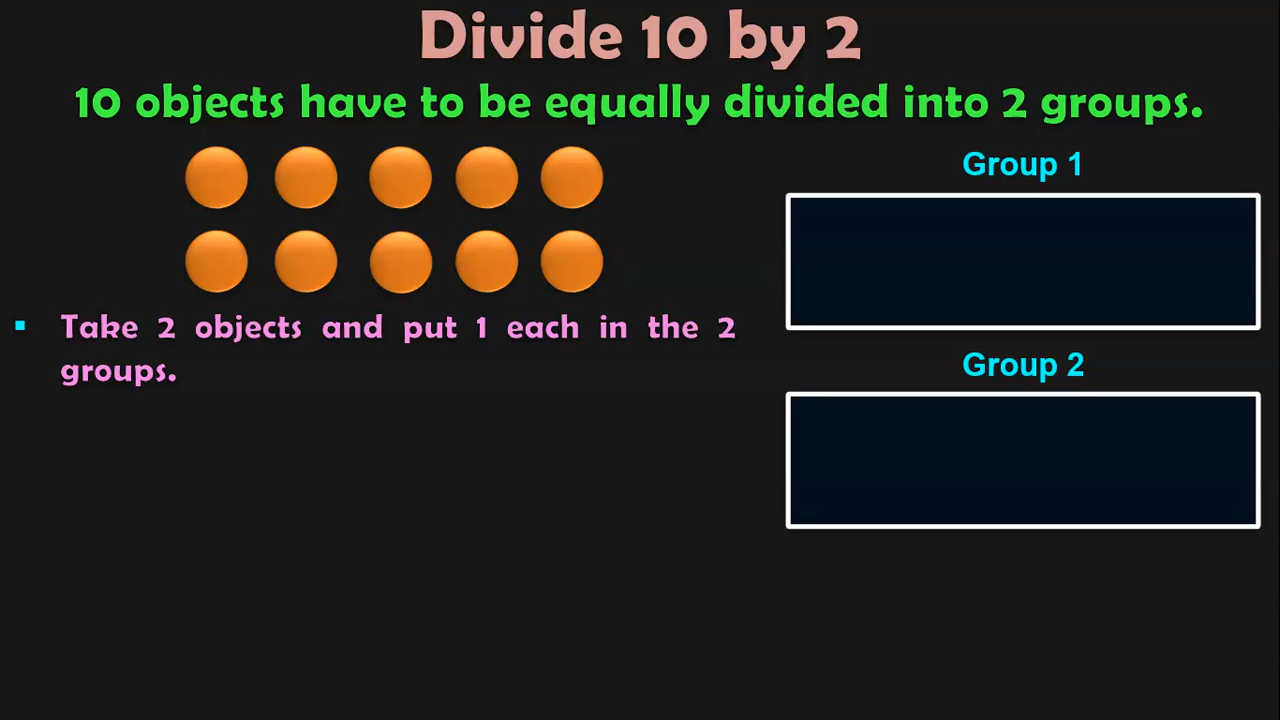 Divide 10 by 2
10 objects have to be equally divided into 2 groups.
Group 1
▪ Take 2 objects and put 1 each in the 2
groups.
Group 2